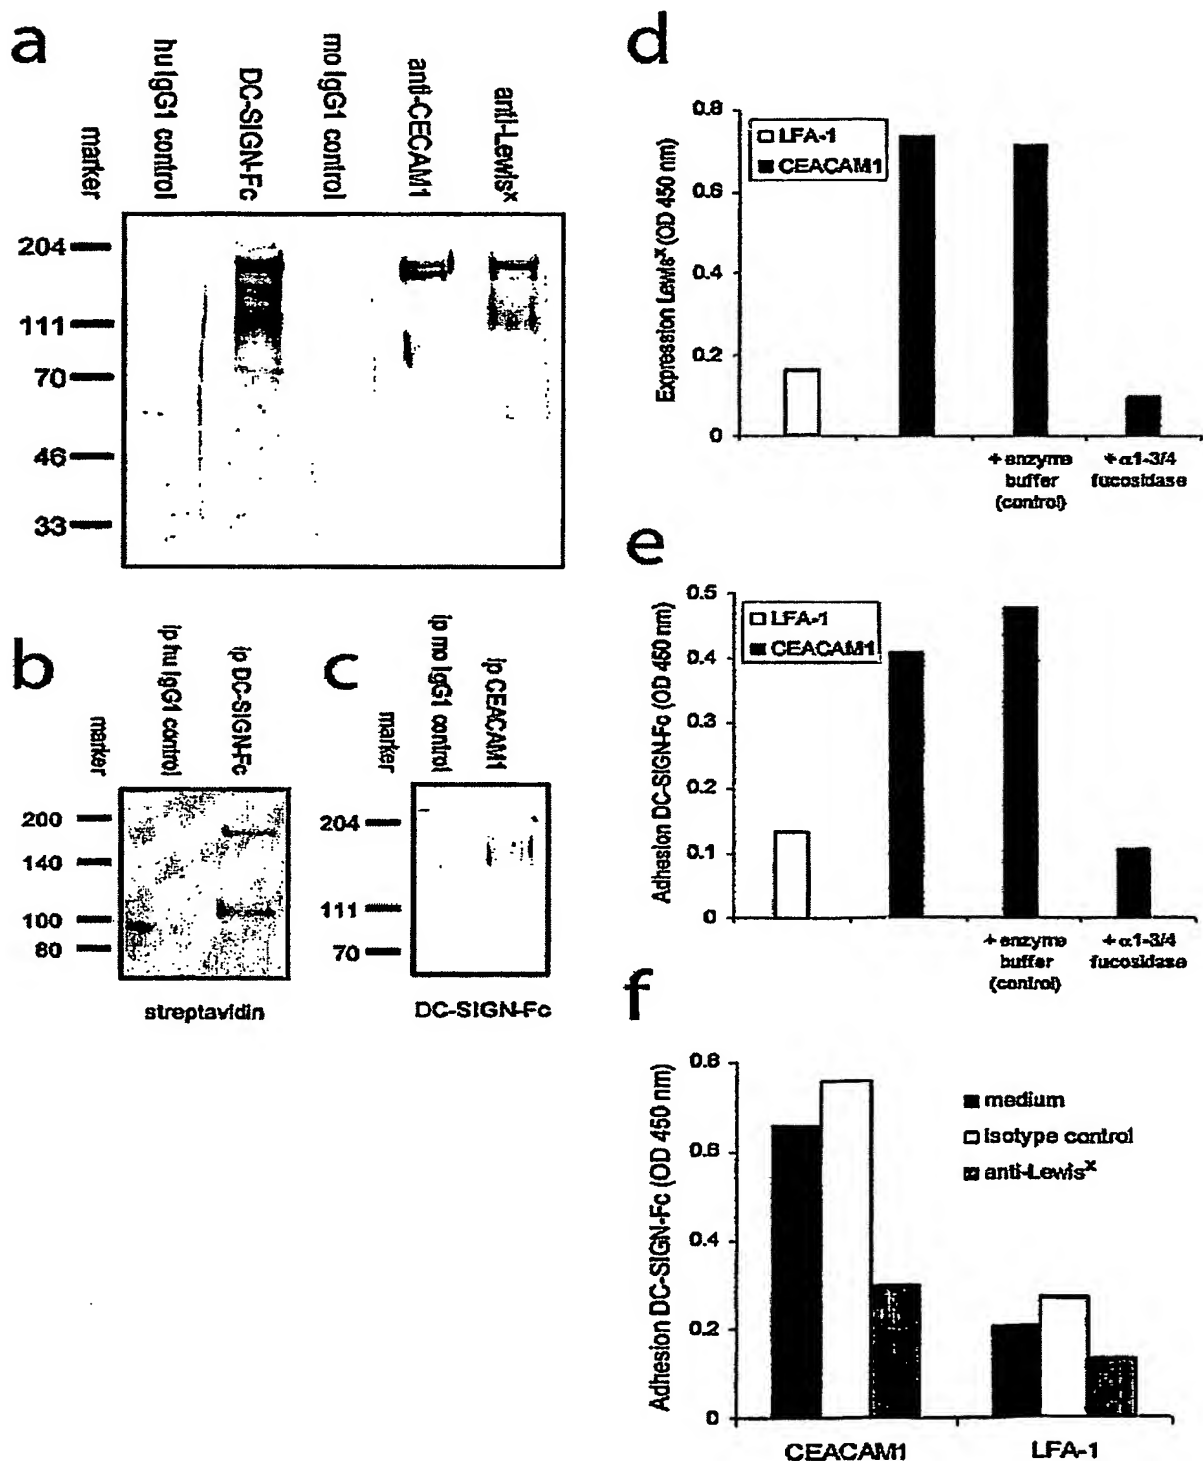 a
marker
hu IgG1 control
DC-SIGN-Fc
mo IgG1 control
anti-CECAM1
anti-Lewisˣ
204
111
70
46
33
b
marker
ip hu IgG1 control
ip DC-SIGN-Fc
200
140
100
80
streptavidin
c
marker
ip mo IgG1 control
ip CEACAM1
204
111
70
DC-SIGN-Fc
d
Expression Lewisˣ (OD 450 nm)
0.8
0.6
0.4
0.2
0
LFA-1
CEACAM1
+ enzyme
buffer
(control)
+ α1-3/4
fucosidase
e
Adhesion DC-SIGN-Fc (OD 450 nm)
0.5
0.4
0.3
0.2
0.1
0
LFA-1
CEACAM1
+ enzyme
buffer
(control)
+ α1-3/4
fucosidase
f
Adhesion DC-SIGN-Fc (OD 450 nm)
0.8
0.6
0.4
0.2
0
medium
isotype control
anti-Lewisˣ
CEACAM1
LFA-1